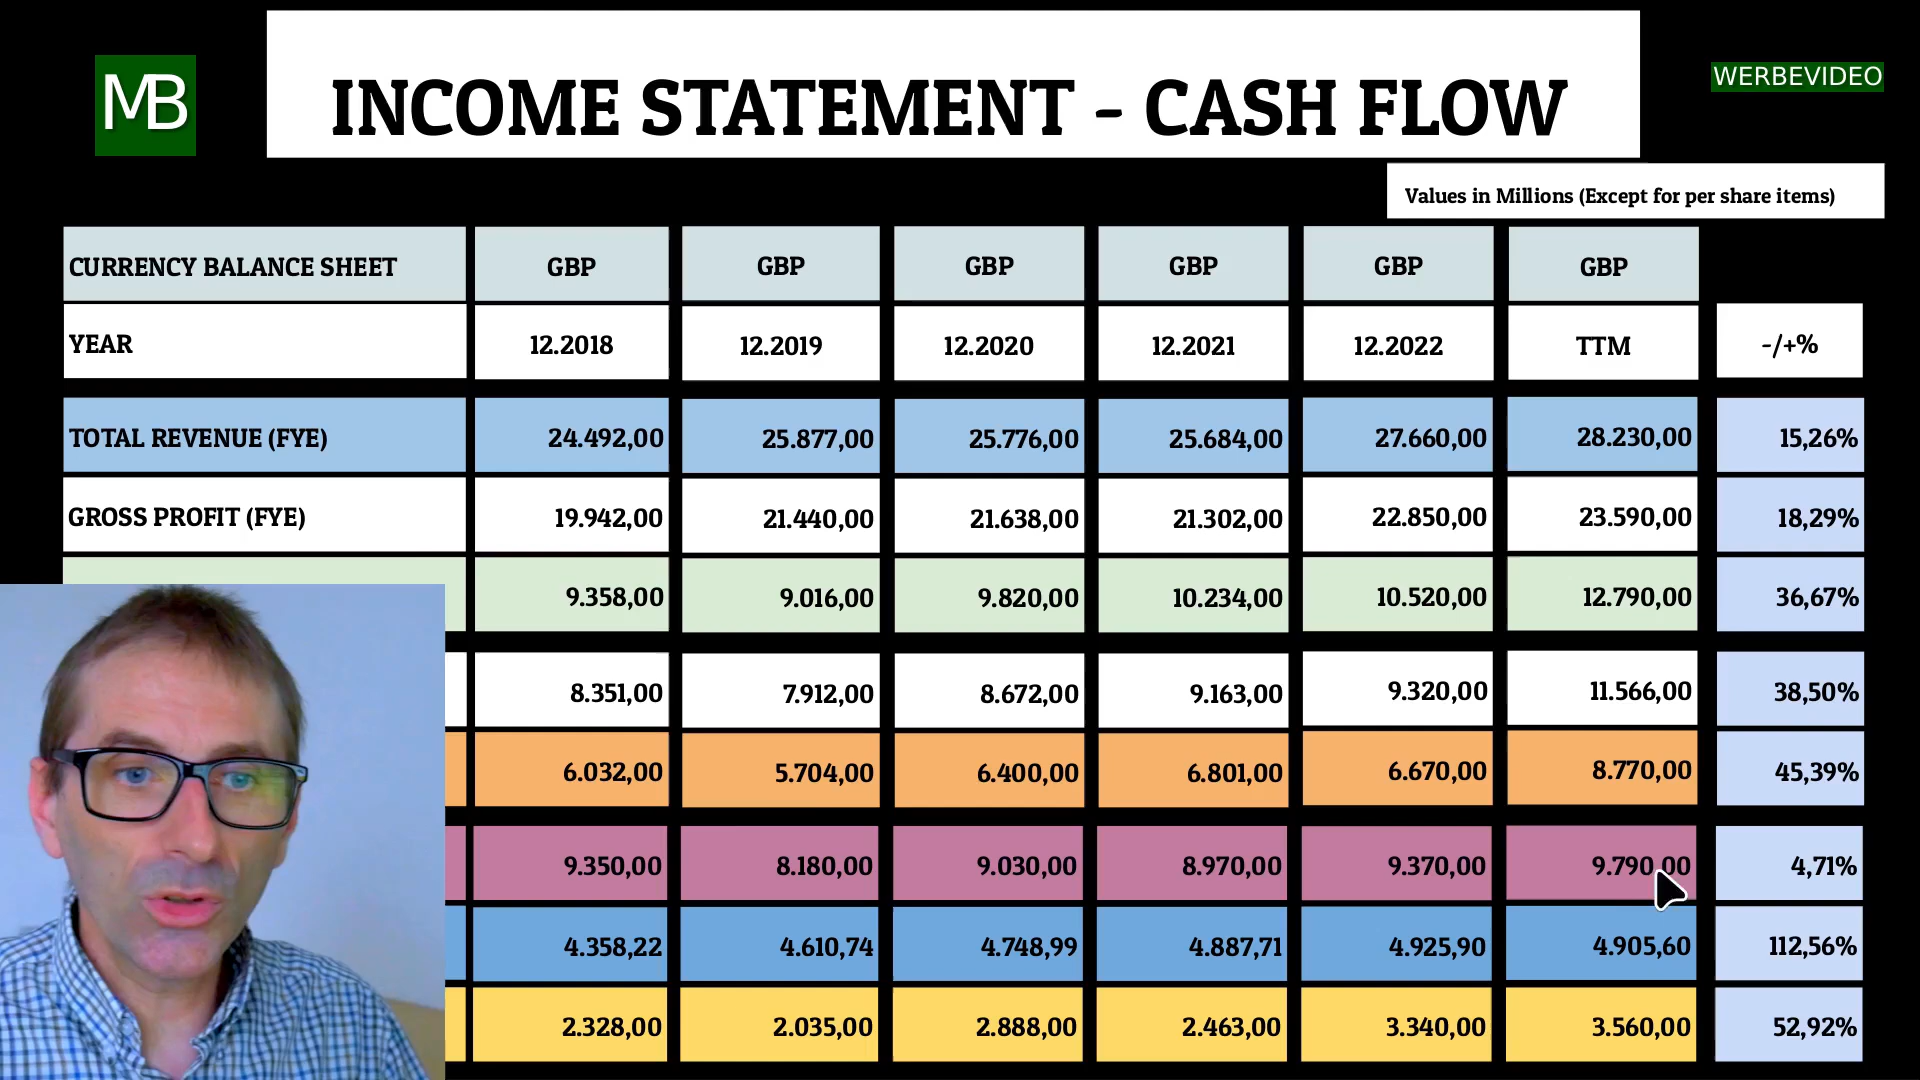 MB
INCOME STATEMENT - CASH FLOW
WERBEVIDEO
Values in Millions (Except for per share items)
CURRENCY BALANCE SHEET GBP GBP GBP GBP GBP GBP
YEAR 12.2018 12.2019 12.2020 12.2021 12.2022 TTM -/+%
TOTAL REVENUE (FYE) 24.492,00 25.877,00 25.776,00 25.684,00 27.660,00 28.230,00 15,26%
GROSS PROFIT (FYE) 19.942,00 21.440,00 21.638,00 21.302,00 22.850,00 23.590,00 18,29%
9.358,00 9.016,00 9.820,00 10.234,00 10.520,00 12.790,00 36,67%
8.351,00 7.912,00 8.672,00 9.163,00 9.320,00 11.566,00 38,50%
6.032,00 5.704,00 6.400,00 6.801,00 6.670,00 8.770,00 45,39%
9.350,00 8.180,00 9.030,00 8.970,00 9.370,00 9.790,00 4,71%
4.358,22 4.610,74 4.748,99 4.887,71 4.925,90 4.905,60 112,56%
2.328,00 2.035,00 2.888,00 2.463,00 3.340,00 3.560,00 52,92%